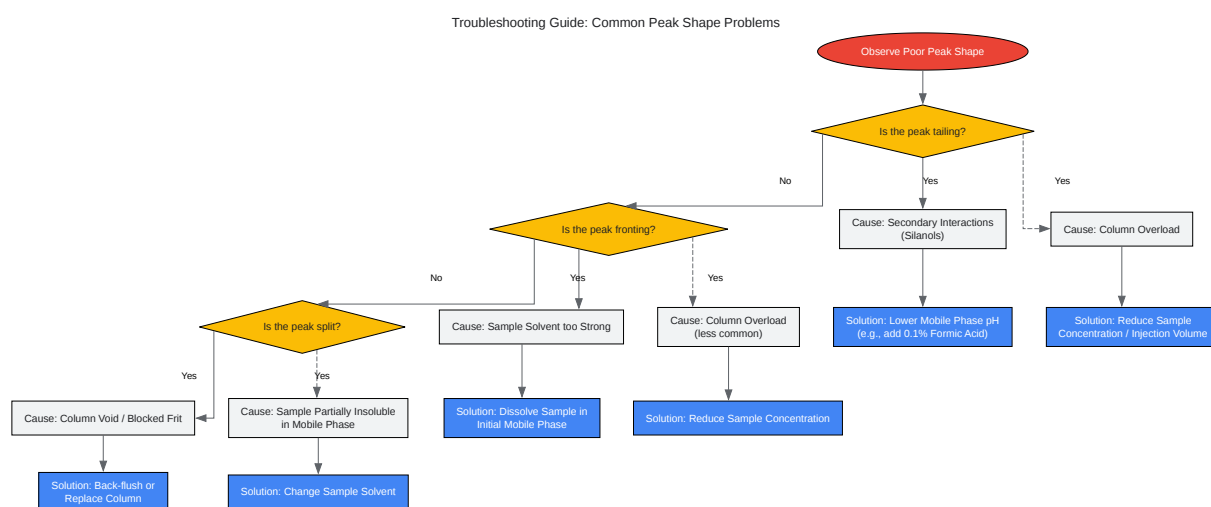 Troubleshooting Guide: Common Peak Shape Problems
Observe Poor Peak Shape
Is the peak tailing?
No
Yes
Yes
Is the peak fronting?
Cause: Secondary Interactions
(Silanols)
Cause: Column Overload
No
Yes
Yes
Is the peak split?
Cause: Sample Solvent too Strong
Cause: Column Overload
(less common)
Solution: Lower Mobile Phase pH
(e.g., add 0.1% Formic Acid)
Solution: Reduce Sample
Concentration / Injection Volume
Yes
Yes
Cause: Column Void / Blocked Frit
Cause: Sample Partially Insoluble
in Mobile Phase
Solution: Dissolve Sample in
Initial Mobile Phase
Solution: Reduce Sample Concentration
Solution: Back-flush or
Replace Column
Solution: Change Sample Solvent